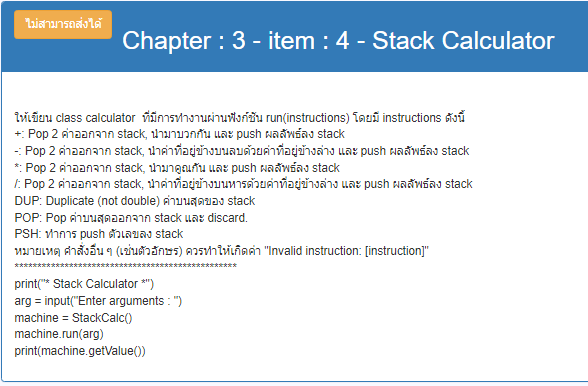 ไม่สามารถส่งได้
Chapter : 3 - item : 4 - Stack Calculator
ให้เขียน class calculator ที่มีการทำงานผ่านฟังก์ชัน run(instructions) โดยมี instructions ดังนี้
+: Pop 2 ค่าออกจาก stack, นำมาบวกกัน และ push ผลลัพธ์ลง stack
-: Pop 2 ค่าออกจาก stack, นำค่าที่อยู่ข้างบนลบด้วยค่าที่อยู่ข้างล่าง และ push ผลลัพธ์ลง stack
*: Pop 2 ค่าออกจาก stack, นำมาคูณกัน และ push ผลลัพธ์ลง stack
/: Pop 2 ค่าออกจาก stack, นำค่าที่อยู่ข้างบนหารด้วยค่าที่อยู่ข้างล่าง และ push ผลลัพธ์ลง stack
DUP: Duplicate (not double) ค่าบนสุดของ stack
POP: Pop ค่าบนสุดออกจาก stack และ discard.
PSH: ทำการ push ตัวเลขลง stack
หมายเหตุ คำสั่งอื่น ๆ (เช่นตัวอักษร) ควรทำให้เกิดค่า "Invalid instruction: [instruction]"
*************************************************
print("* Stack Calculator *")
arg = input("Enter arguments : ")
machine = StackCalc()
machine.run(arg)
print(machine.getValue())